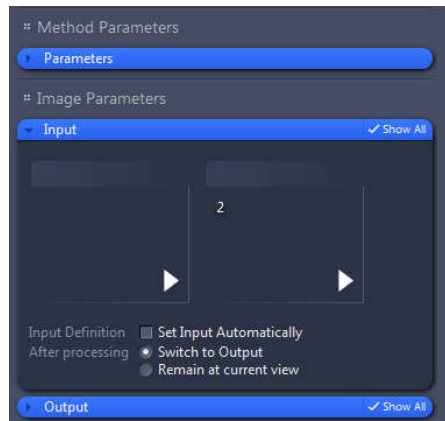 Method Parameters
Parameters
Image Parameters
Input ✓ Show All
2
Input Definition Set Input Automatically
After processing Switch to Output
Remain at current view
Output ✓ Show All